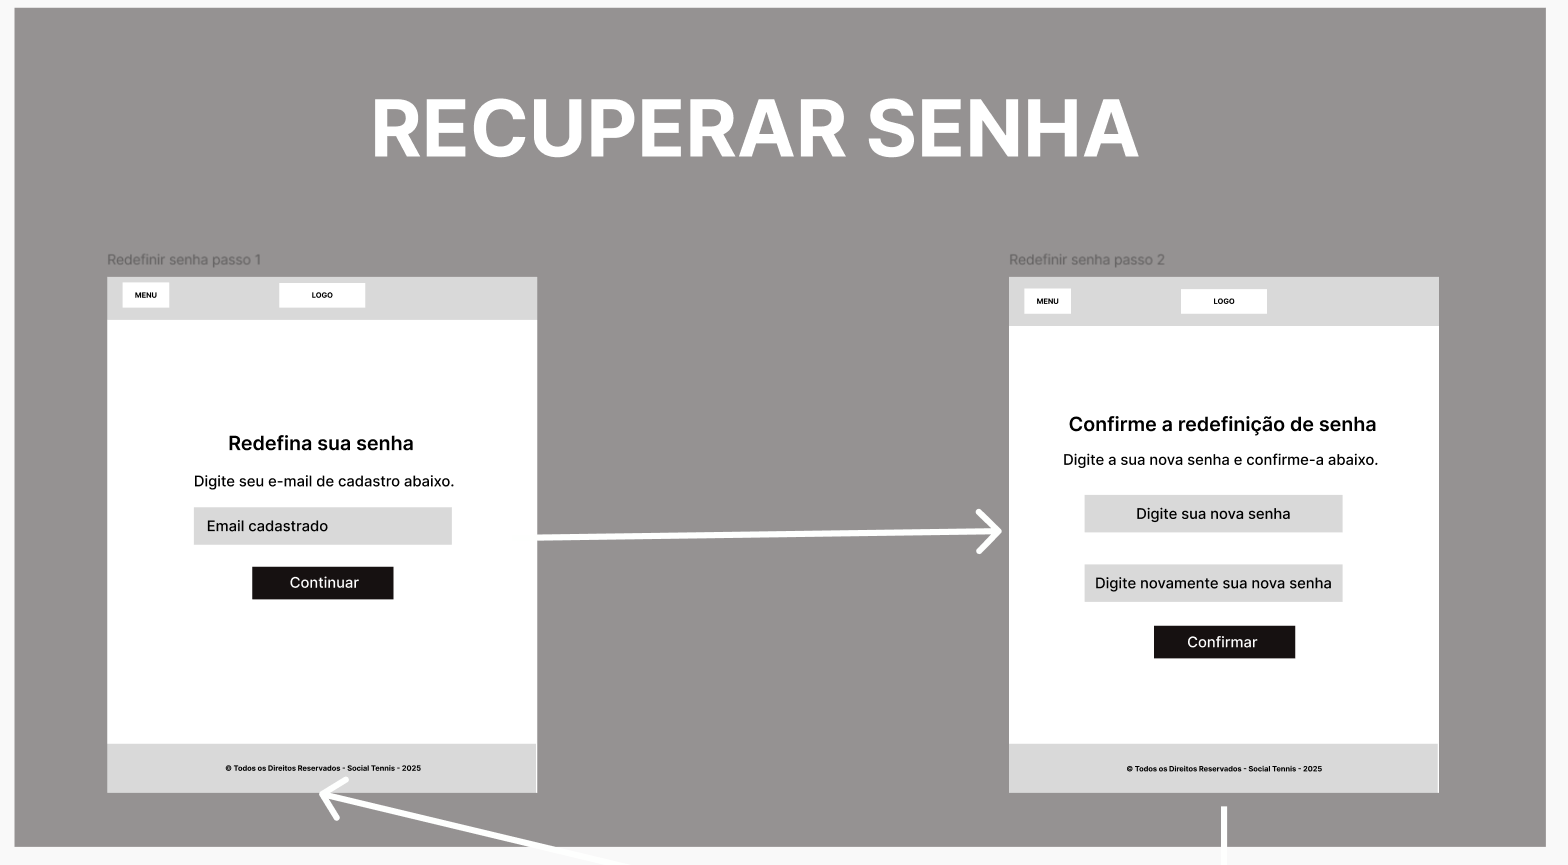 RECUPERAR SENHA
Redefinir senha passo 1
MENU
LOGO
Redefina sua senha
Digite seu e-mail de cadastro abaixo.
Email cadastrado
Continuar
© Todos os Direitos Reservados - Social Tennis - 2025
Redefinir senha passo 2
MENU
LOGO
Confirme a redefinição de senha
Digite a sua nova senha e confirme-a abaixo.
Digite sua nova senha
Digite novamente sua nova senha
Confirmar
© Todos os Direitos Reservados - Social Tennis - 2025